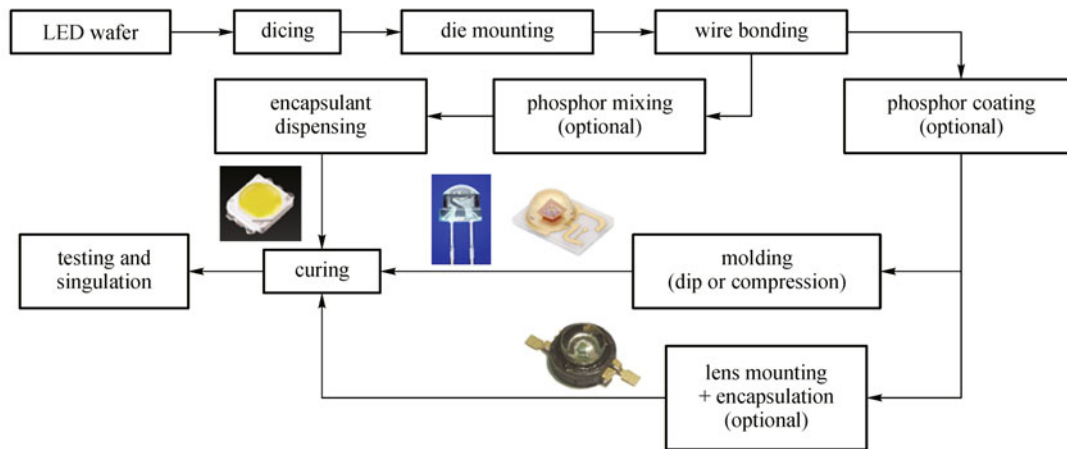 LED wafer
dicing
die mounting
wire bonding
encapsulant
dispensing
phosphor mixing
(optional)
phosphor coating
(optional)
testing and
singulation
curing
molding
(dip or compression)
lens mounting
+ encapsulation
(optional)